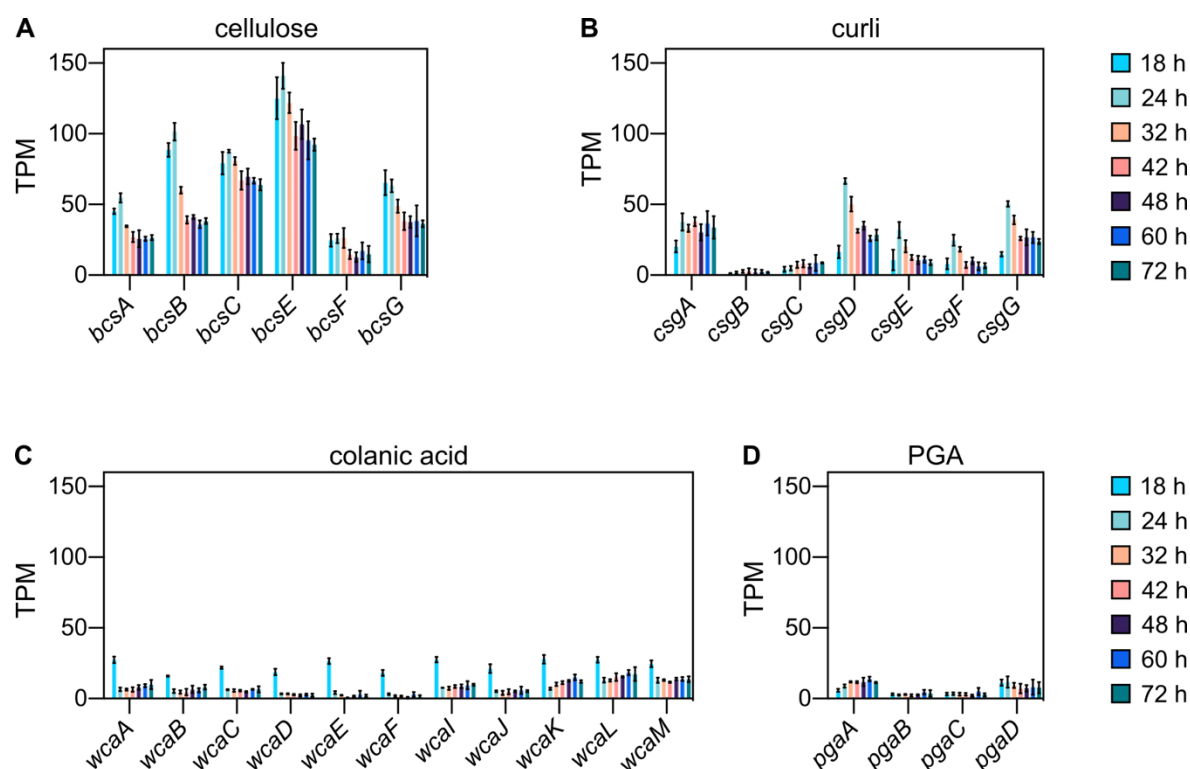 A cellulose
150
100
50
0
TPM
bcsA bcsB bcsC bcsE bcsF bcsG
B curli
150
100
50
0
TPM
csgA csgB csgC csgD csgE csgF csgG
18 h
24 h
32 h
42 h
48 h
60 h
72 h
C colanic acid
150
100
50
0
TPM
wcaA wcaB wcaC wcaD wcaE wcaF wcaI wcaJ wcaK wcaL wcaM
D PGA
150
100
50
0
TPM
pgaA pgaB pgaC pgaD
18 h
24 h
32 h
42 h
48 h
60 h
72 h